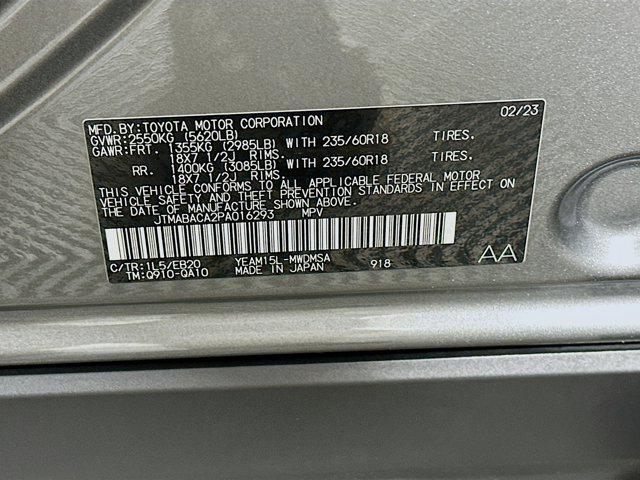 02/23
MFD.BY:TOYOTA MOTOR CORPORATION
GVWR:2550KG (5620LB)
GAWR:FRT. 1355KG (2985LB) WITH 235/60R18 TIRES.
18X7 1/2J RIMS.
RR. 1400KG (3085LB) WITH 235/60R18 TIRES.
18X7 1/2J RIMS.
THIS VEHICLE CONFORMS TO ALL APPLICABLE FEDERAL MOTOR
VEHICLE SAFETY AND THEFT PREVENTION STANDARDS IN EFFECT ON
THE DATE OF MANUFACTURE SHOWN ABOVE.
JTMABACA2PA016293 MPV
C/TR:1L5/EB20 YEAM15L-MWDMSA AA
TM:Q910-QA10 MADE IN JAPAN 918